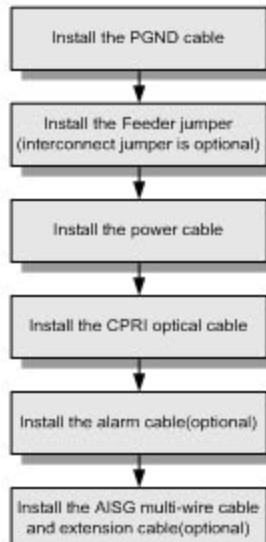 Install the PGND cable
Install the Feeder jumper
(interconnect jumper is optional)
Install the power cable
Install the CPRI optical cable
Install the alarm cable(optional)
Install the AISG multi-wire cable
and extension cable(optional)